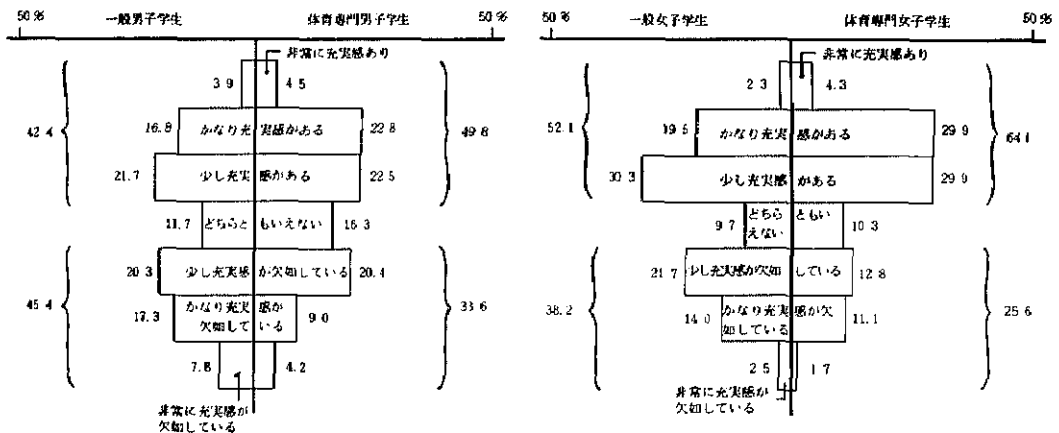 50% 一般男子学生 体育専門男子学生 50%
非常に充実感あり
3.9 4.5
42.4 16.8 かなり充実感がある 22.8 49.8
21.7 少し充実感がある 22.5
11.7 どちらともいえない 16.3
20.3 少し充実感が欠如している 20.4
45.4 17.3 かなり充実感が 9.0 33.6
欠如している
7.8 4.2
非常に充実感が
欠如している
50% 一般女子学生 体育専門女子学生 50%
非常に充実感あり
2.3 4.3
52.1 19.5 かなり充実感がある 29.9 64.1
30.3 少し充実感がある 29.9
9.7 どちらともい 10.3
えない
21.7 少し充実感が欠如している 12.8
38.2 14.0 かなり充実感が欠 11.1 25.6
如している
2.5 1.7
非常に充実感が
欠如している